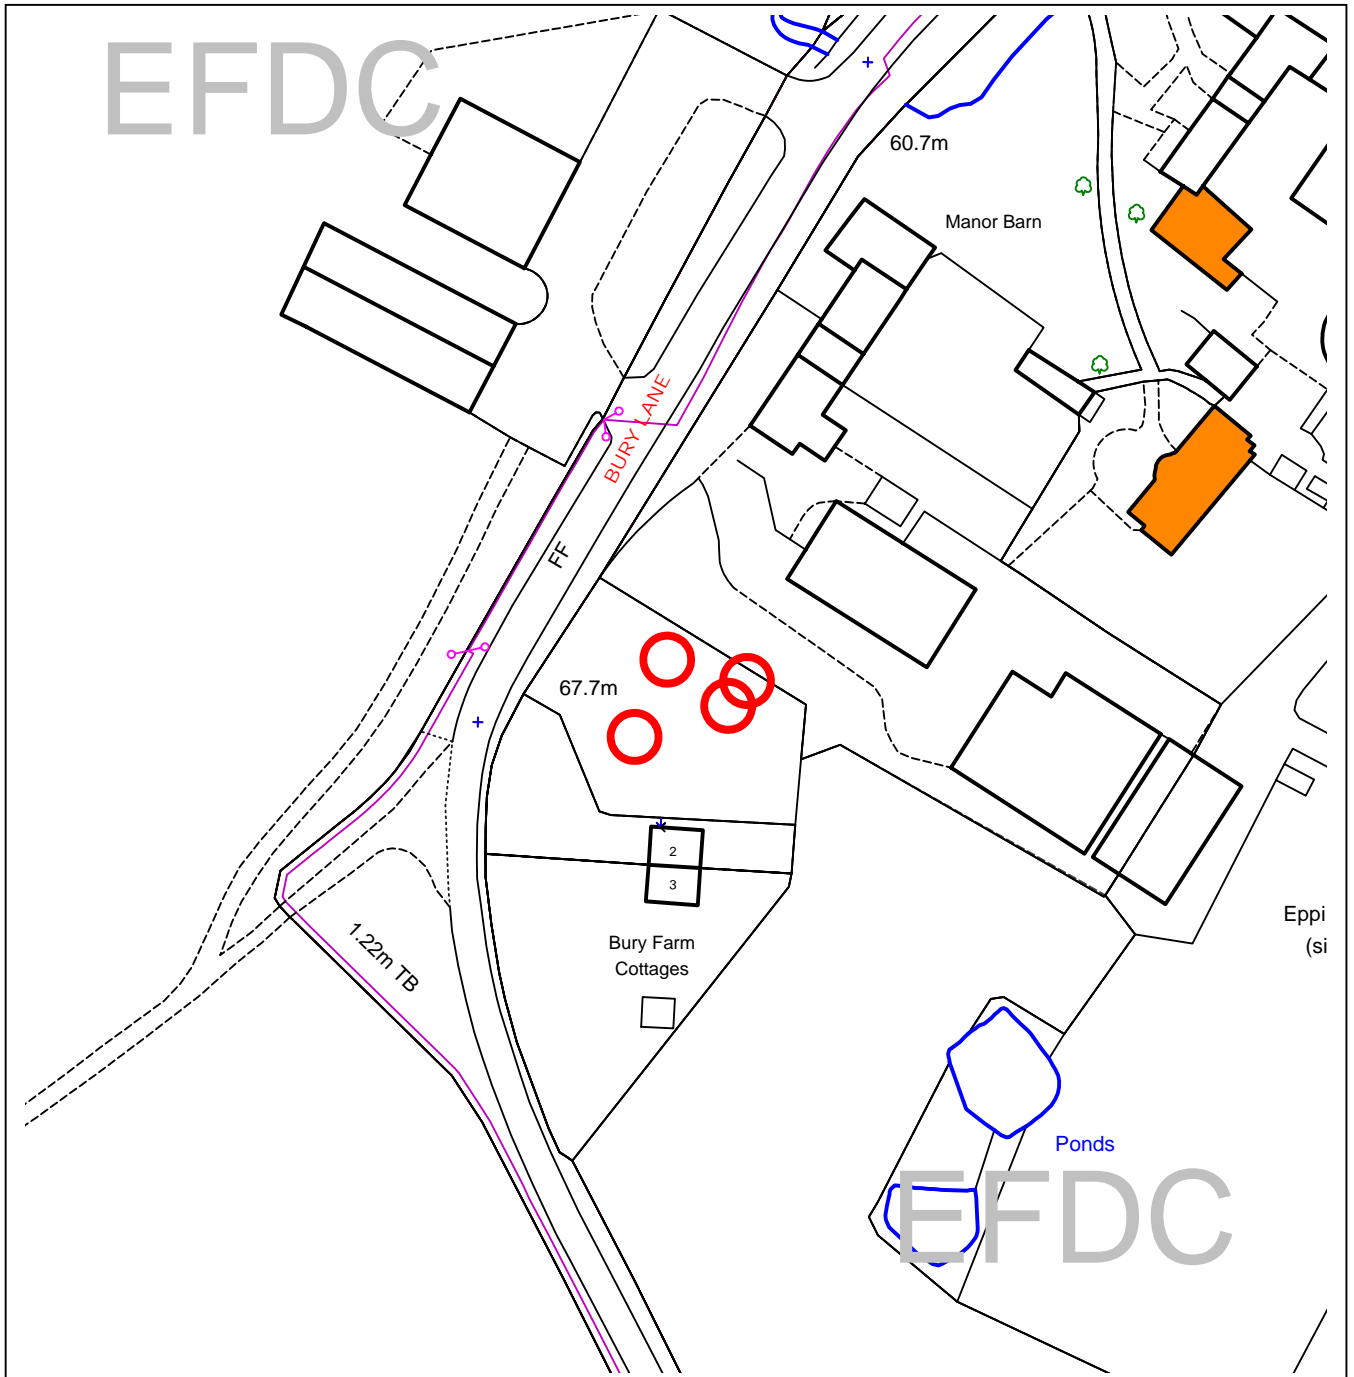 EFDC
60.7m
Manor Barn
BURY LANE
FF
67.7m
2
3
Eppi
(si
Bury Farm
Cottages
1.22m TB
Ponds
EFDC